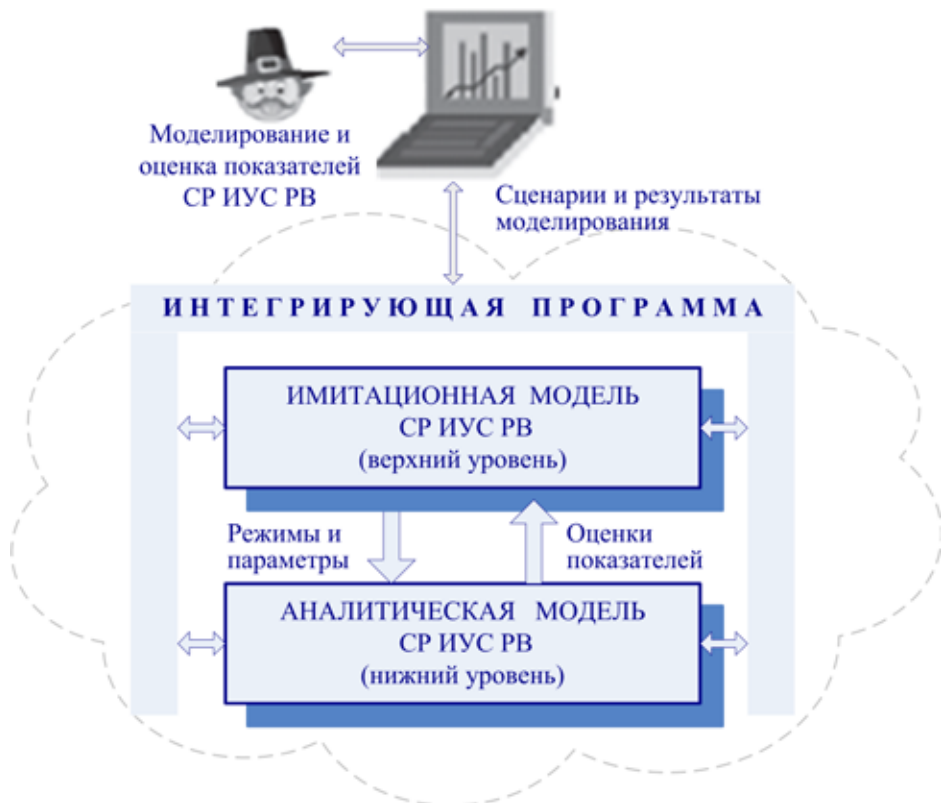 Моделирование и
оценка показателей
СР ИУС РВ
Сценарии и результаты
моделирования
ИНТЕГРИРУЮЩАЯ ПРОГРАММА
ИМИТАЦИОННАЯ МОДЕЛЬ
СР ИУС РВ
(верхний уровень)
Режимы и
параметры
Оценки
показателей
АНАЛИТИЧЕСКАЯ МОДЕЛЬ
СР ИУС РВ
(нижний уровень)